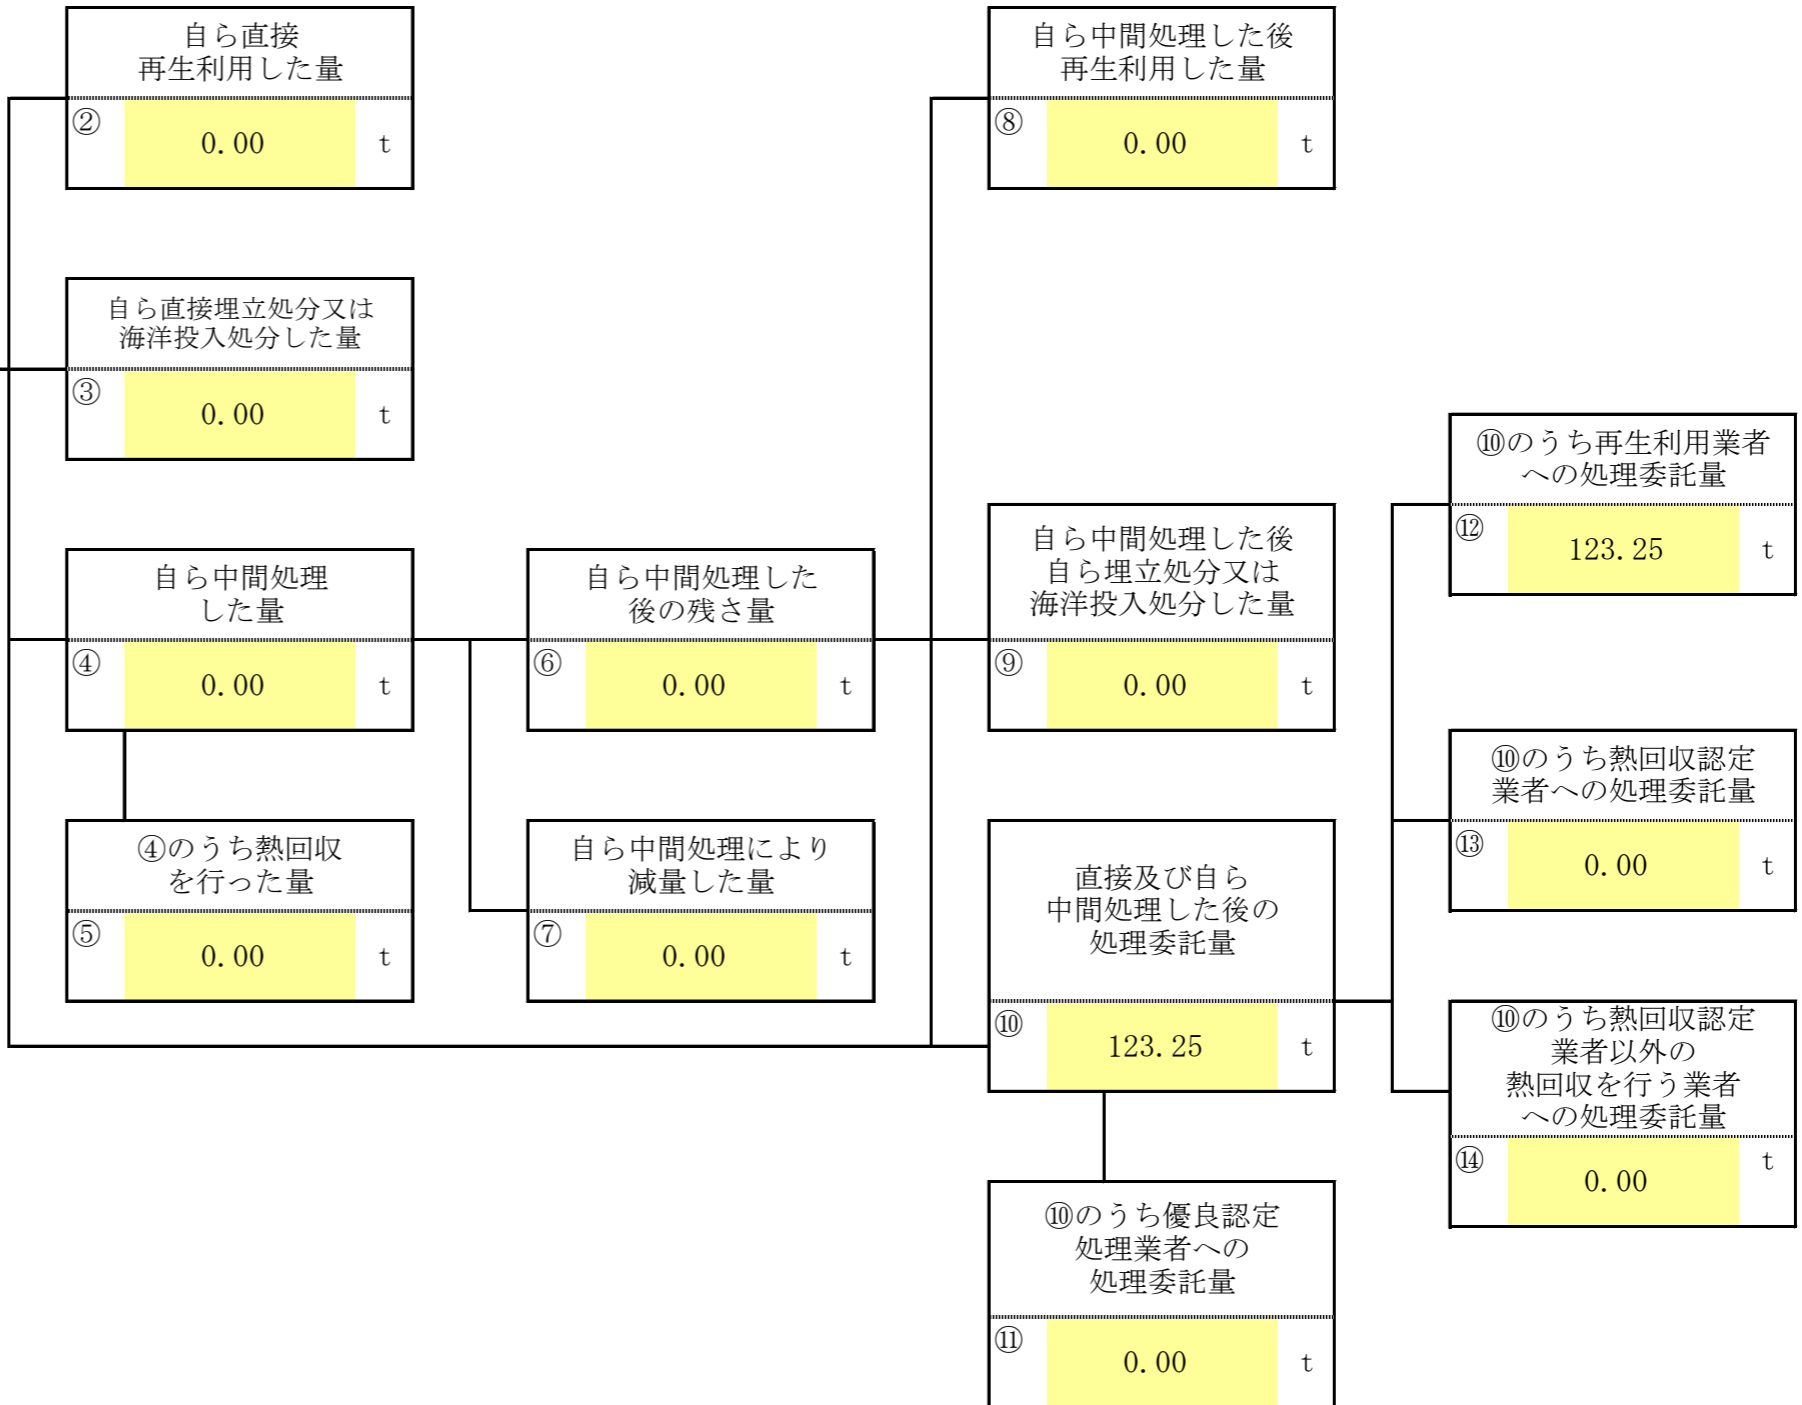 自ら直接
再生利用した量
②
0.00
t
自ら中間処理した後
再生利用した量
⑧
0.00
t
自ら直接埋立処分又は
海洋投入処分した量
③
0.00
t
⑩のうち再生利用業者
への処理委託量
⑫
123.25
t
自ら中間処理
した量
④
0.00
t
自ら中間処理した
後の残さ量
⑥
0.00
t
自ら中間処理した後
自ら埋立処分又は
海洋投入処分した量
⑨
0.00
t
⑩のうち熱回収認定
業者への処理委託量
⑬
0.00
t
④のうち熱回収
を行った量
⑤
0.00
t
自ら中間処理により
減量した量
⑦
0.00
t
直接及び自ら
中間処理した後の
処理委託量
⑩
123.25
t
⑩のうち熱回収認定
業者以外の
熱回収を行う業者
への処理委託量
⑭
0.00
t
⑩のうち優良認定
処理業者への
処理委託量
⑪
0.00
t